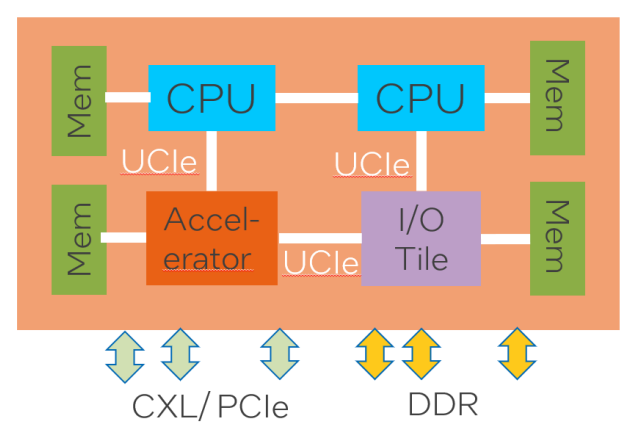 Mem
CPU
CPU
Mem
UCIe
UCIe
Mem
Accel-
erator
I/O
Tile
Mem
UCIe
CXL/ PCIe
DDR